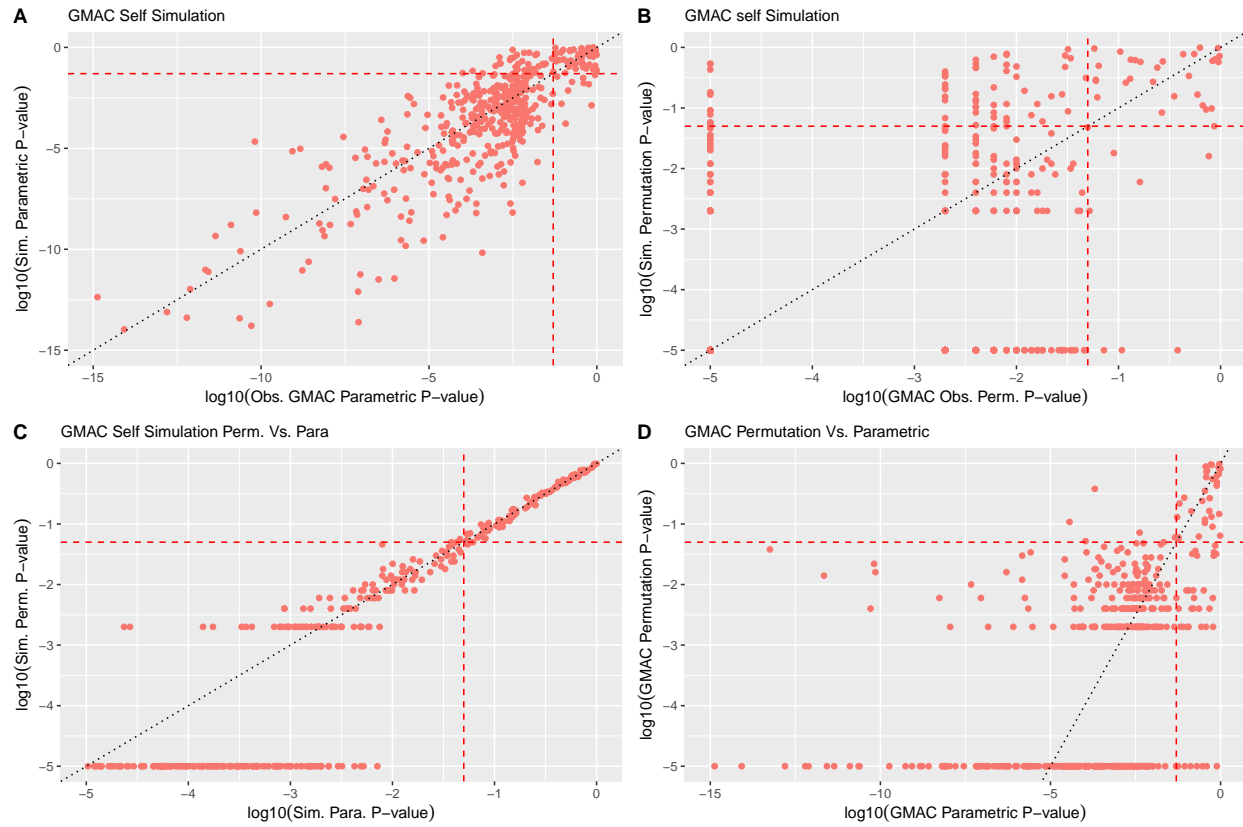 A
GMAC Self Simulation
0
−5
−10
−15
−15
−10
−5
0
log10(Sim. Parametric P−value)
log10(Obs. GMAC Parametric P−value)
B
GMAC self Simulation
0
−1
−2
−3
−4
−5
−5
−4
−3
−2
−1
0
log10(Sim. Permutation P−value)
log10(GMAC Obs. Perm. P−value)
C
GMAC Self Simulation Perm. Vs. Para
0
−1
−2
−3
−4
−5
−5
−4
−3
−2
−1
0
log10(Sim. Perm. P−value)
log10(Sim. Para. P−value)
D
GMAC Permutation Vs. Parametric
0
−1
−2
−3
−4
−5
−15
−10
−5
0
log10(GMAC Permutation P−value)
log10(GMAC Parametric P−value)